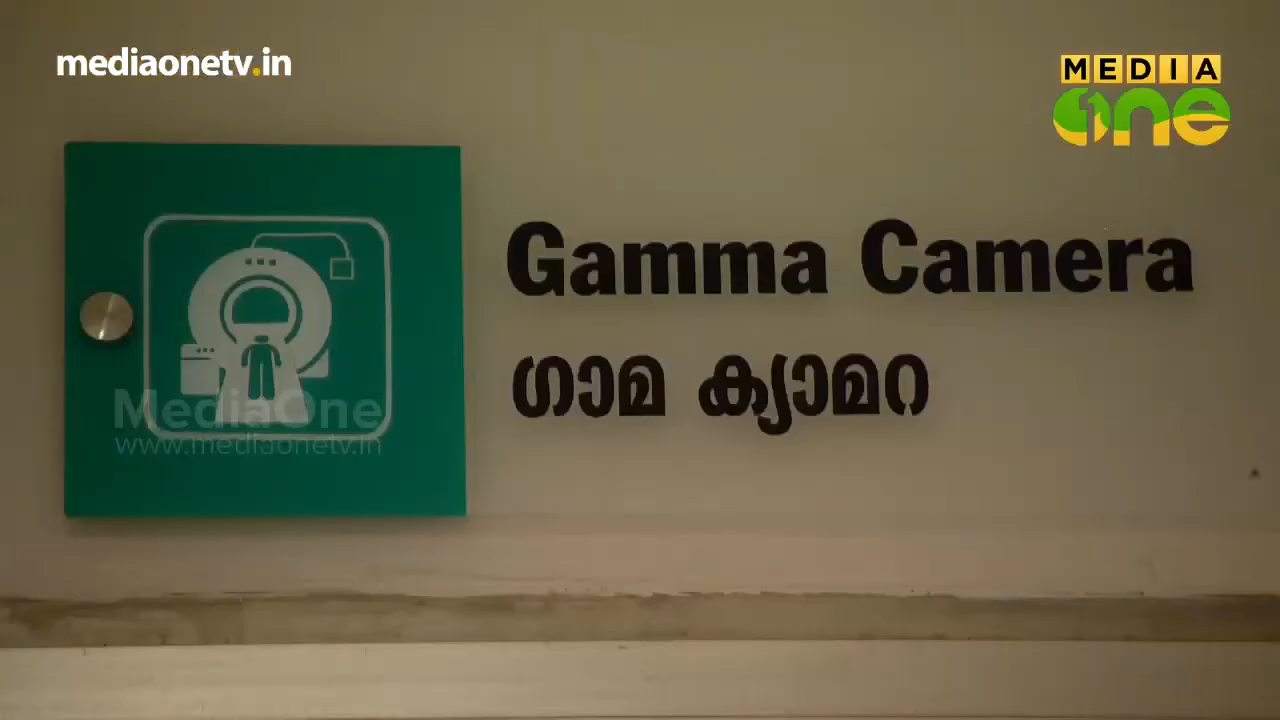 mediaonetv.in
MEDIA
one
Gamma Camera
ഗാമ ക്യാമറ
MediaOne
www.mediaonetv.in